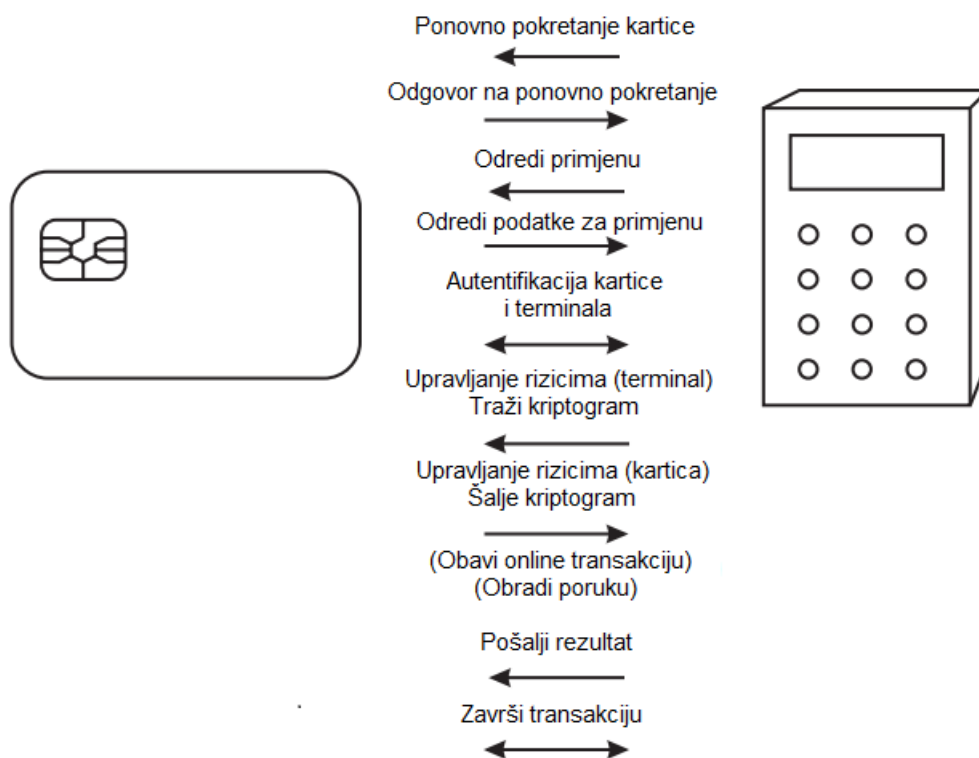 Ponovno pokretanje kartice
Odgovor na ponovno pokretanje
Odredi primjenu
Odredi podatke za primjenu
Autentifikacija kartice
i terminala
Upravljanje rizicima (terminal)
Traži kriptogram
Upravljanje rizicima (kartica)
Šalje kriptogram
(Obavi online transakciju)
(Obradi poruku)
Pošalji rezultat
Završi transakciju